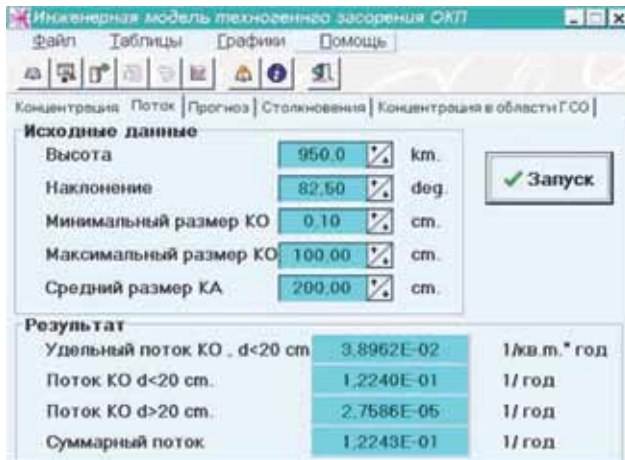 Инженерная модель техногенного засорения ОКП
Файл Таблицы Графики Помощь
Концентрация Поток Прогноз Столкновения Концентрация в области ГСО
Исходные данные
Высота 950,0 km.
Наклонение 82,50 deg.
Минимальный размер КО 0,10 cm.
Максимальный размер КО 100,00 cm.
Средний размер КА 200,00 cm.
Запуск
Результат
Удельный поток КО , d<20 cm 3,8962E-02 1/кв.m.* год
Поток КО d<20 cm. 1,2240E-01 1/ год
Поток КО d>20 cm. 2,7586E-05 1/ год
Суммарный поток 1,2243E-01 1/ год